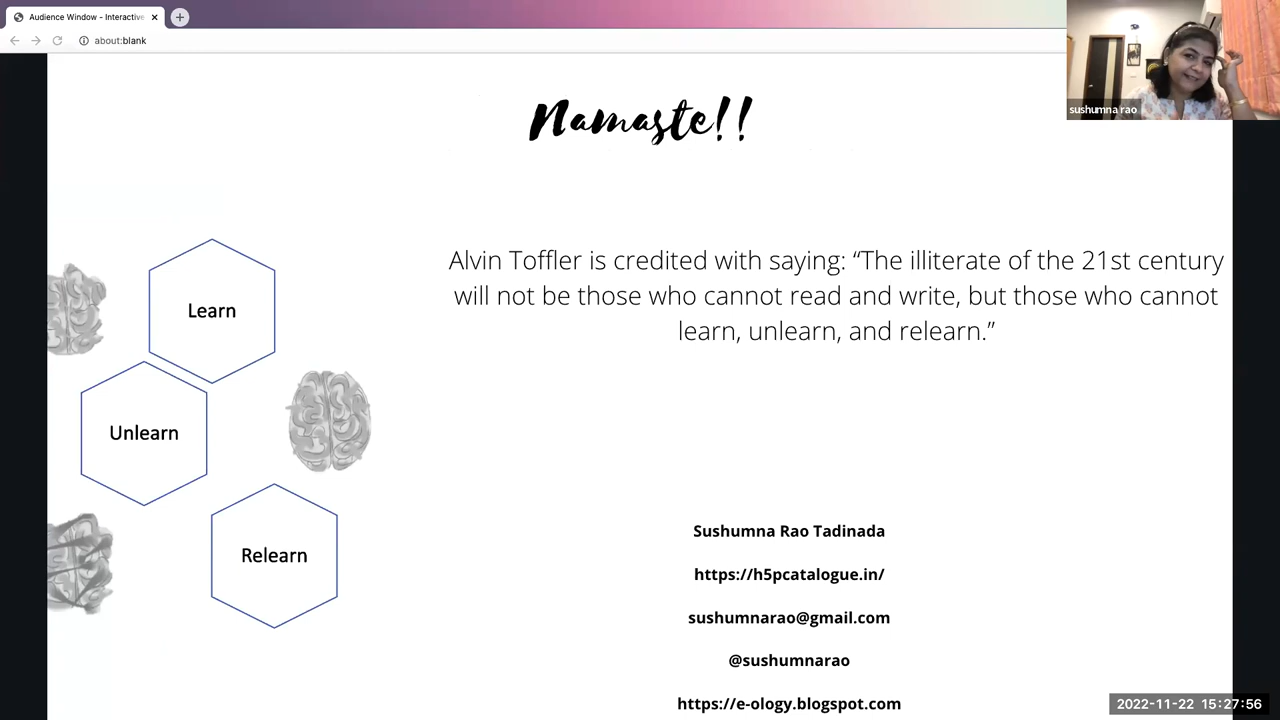 Audience Window - Interactive
about:blank
sushumna rao
Namaste!!
Alvin Toffler is credited with saying: “The illiterate of the 21st century
will not be those who cannot read and write, but those who cannot
learn, unlearn, and relearn.”
Learn
Unlearn
Relearn
Sushumna Rao Tadinada
https://h5pcatalogue.in/
sushumnarao@gmail.com
@sushumnarao
https://e-ology.blogspot.com
2022-11-22 15:27:56